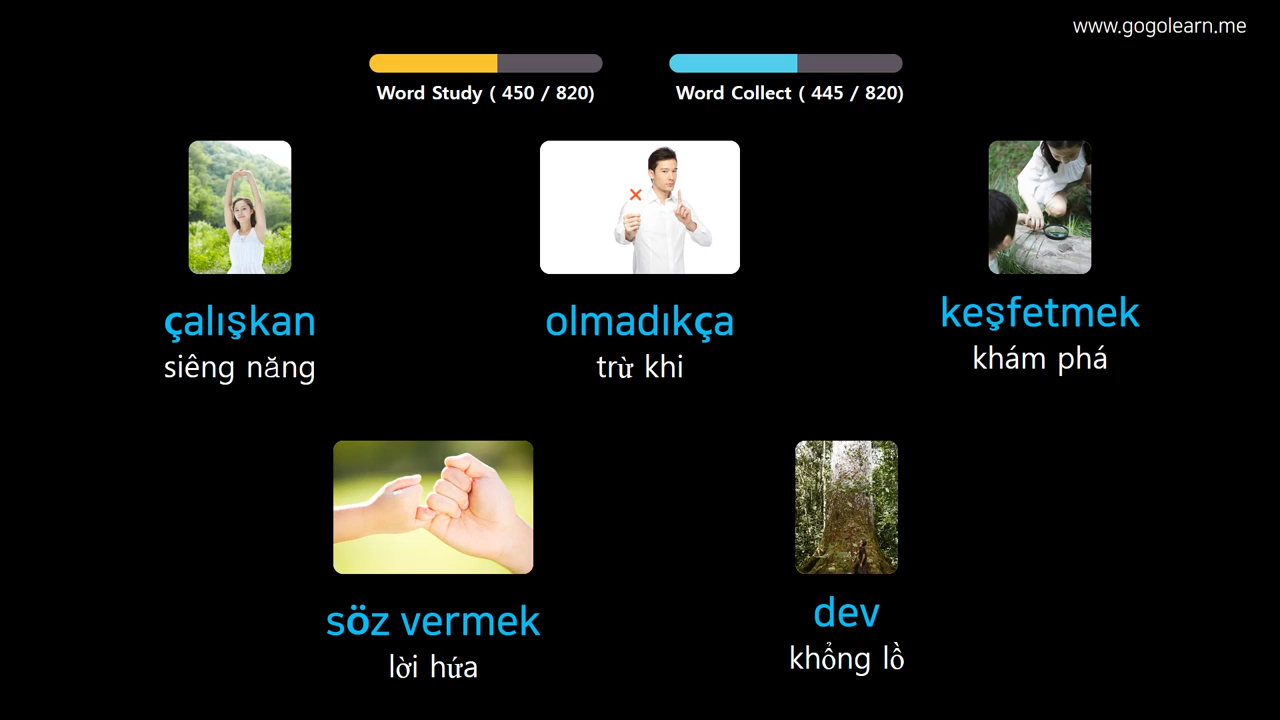 www.gogolearn.me
Word Study ( 450 / 820)
Word Collect ( 445 / 820)
çalışkan
siêng năng
olmadıkça
trừ khi
keşfetmek
khám phá
söz vermek
lời hứa
dev
khổng lồ